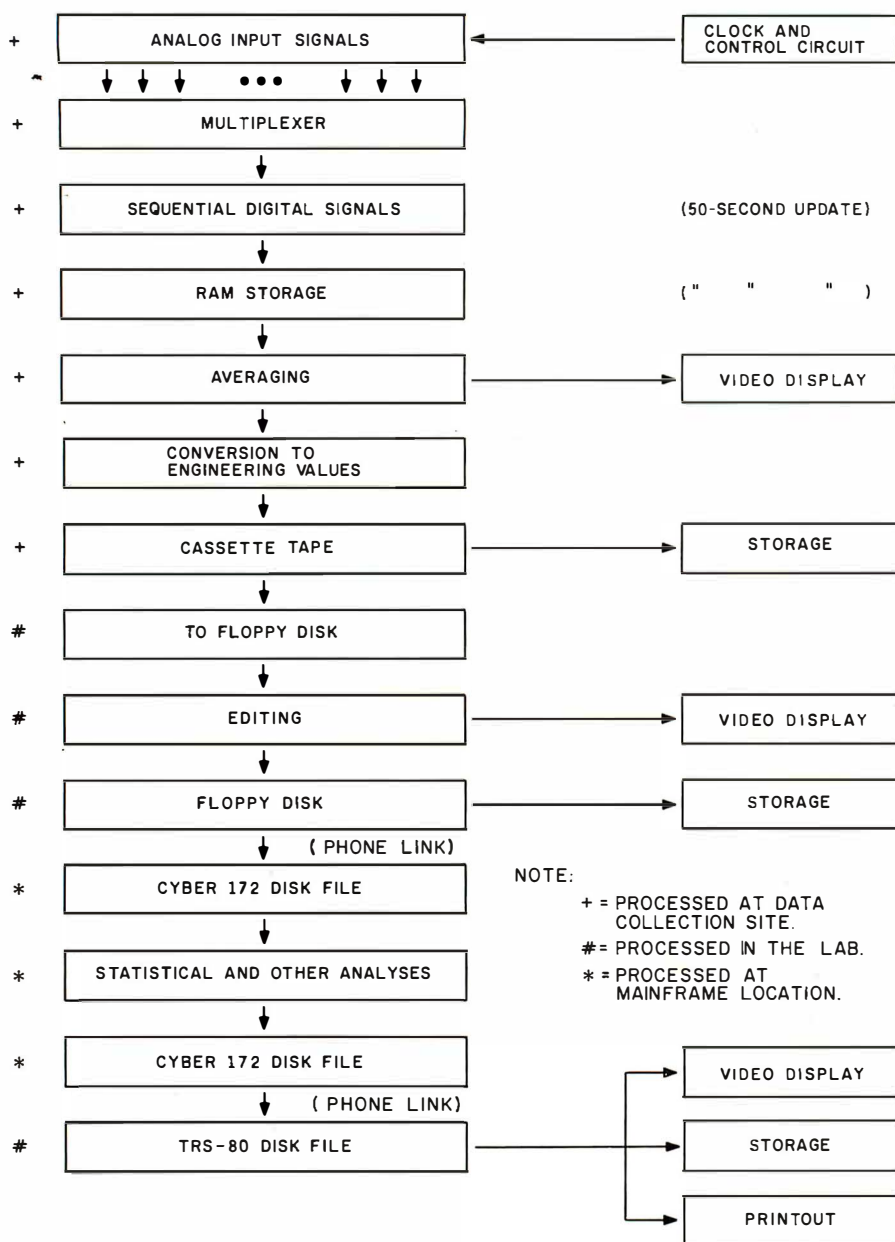 + ANALOG INPUT SIGNALS
CLOCK AND
CONTROL CIRCUIT
+ MULTIPLEXER
+ SEQUENTIAL DIGITAL SIGNALS (50-SECOND UPDATE)
+ RAM STORAGE (" " " )
+ AVERAGING VIDEO DISPLAY
+ CONVERSION TO
ENGINEERING VALUES
+ CASSETTE TAPE STORAGE
# TO FLOPPY DISK
# EDITING VIDEO DISPLAY
# FLOPPY DISK STORAGE
( PHONE LINK)
* CYBER 172 DISK FILE
NOTE:
+ = PROCESSED AT DATA
COLLECTION SITE.
# = PROCESSED IN THE LAB.
* = PROCESSED AT
MAINFRAME LOCATION.
* STATISTICAL AND OTHER ANALYSES
* CYBER 172 DISK FILE
( PHONE LINK)
# TRS-80 DISK FILE
VIDEO DISPLAY
STORAGE
PRINTOUT